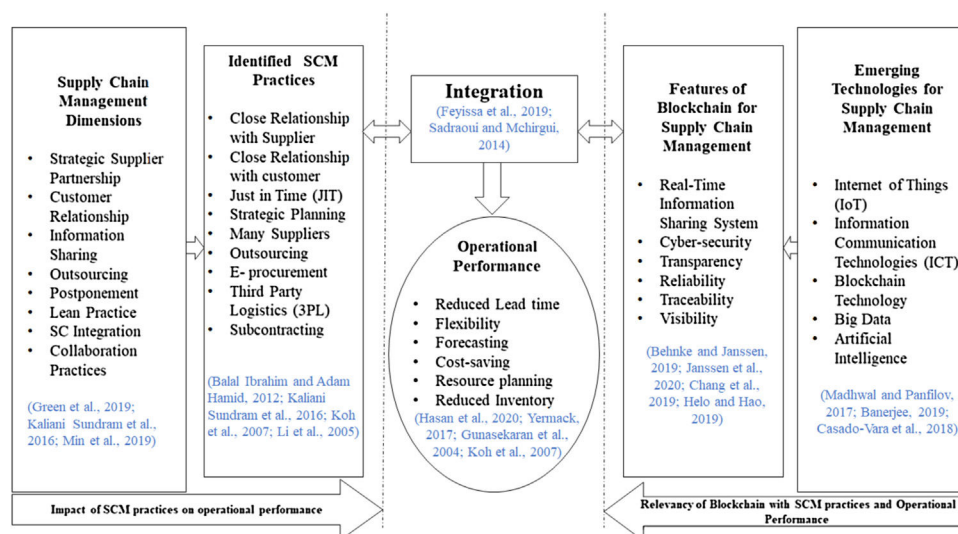 Supply Chain
Management
Dimensions
• Strategic Supplier
Partnership
• Customer
Relationship
• Information
Sharing
• Outsourcing
• Postponement
• Lean Practice
• SC Integration
• Collaboration
Practices
(Green et al., 2019;
Kaliani Sundram et al.,
2016; Min et al., 2019)
Identified SCM
Practices
• Close Relationship
with Supplier
• Close Relationship
with customer
• Just in Time (JIT)
• Strategic Planning
• Many Suppliers
• Outsourcing
• E- procurement
• Third Party
Logistics (3PL)
• Subcontracting
(Balal Ibrahim and Adam
Hamid, 2012; Kaliani
Sundram et al., 2016; Koh
et al., 2007; Li et al., 2005)
Integration
(Feyissa et al., 2019;
Sadraoui and Mchirgui,
2014)
Operational
Performance
• Reduced Lead time
• Flexibility
• Forecasting
• Cost-saving
• Resource planning
• Reduced Inventory
(Hasan et al., 2020; Yermack,
2017; Gunasekaran et al.,
2004; Koh et al., 2007)
Features of
Blockchain for
Supply Chain
Management
• Real-Time
Information
Sharing System
• Cyber-security
• Transparency
• Reliability
• Traceability
• Visibility
(Behnke and Janssen,
2019; Janssen et al.,
2020; Chang et al.,
2019; Helo and Hao,
2019)
Emerging
Technologies for
Supply Chain
Management
• Internet of Things
(IoT)
• Information
Communication
Technologies (ICT)
• Blockchain
Technology
• Big Data
• Artificial
Intelligence
(Madhwal and Panfilov,
2017; Banerjee, 2019;
Casado-Vara et al., 2018)
Impact of SCM practices on operational performance
Relevancy of Blockchain with SCM practices and Operational
Performance